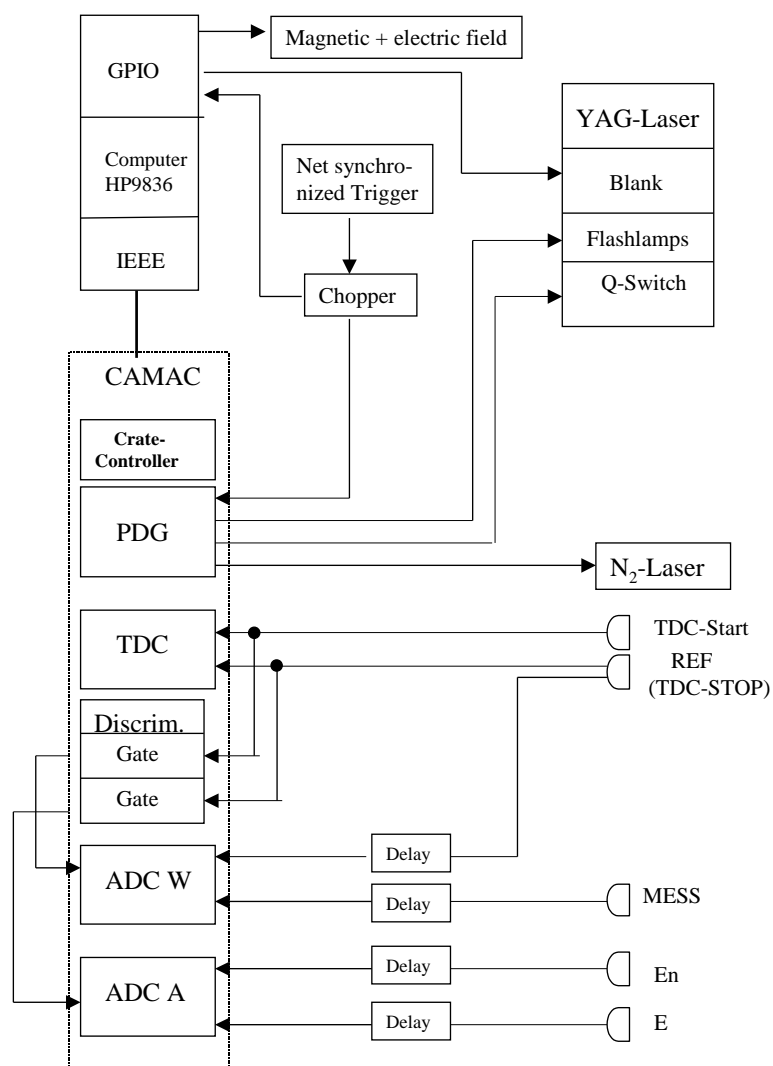 Magnetic + electric field
GPIO
Computer
HP9836
IEEE
Net synchro-
nized Trigger
Chopper
YAG-Laser
Blank
Flashlamps
Q-Switch
CAMAC
Crate-
Controller
PDG
N₂-Laser
TDC
TDC-Start
REF
(TDC-STOP)
Discrim.
Gate
Gate
ADC W
Delay
Delay
MESS
ADC A
Delay
En
Delay
E